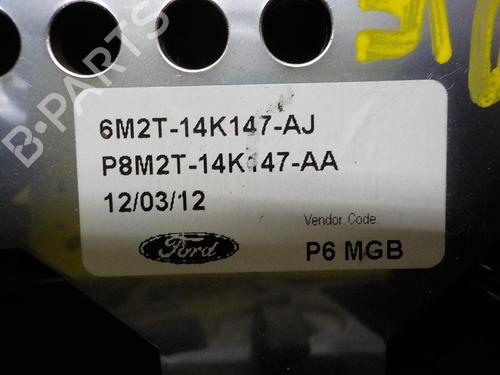 B-PARTS
6M2T-14K147-AJ
P8M2T-14K147-AA
12/03/12
Vendor Code
Ford
P6 MGB